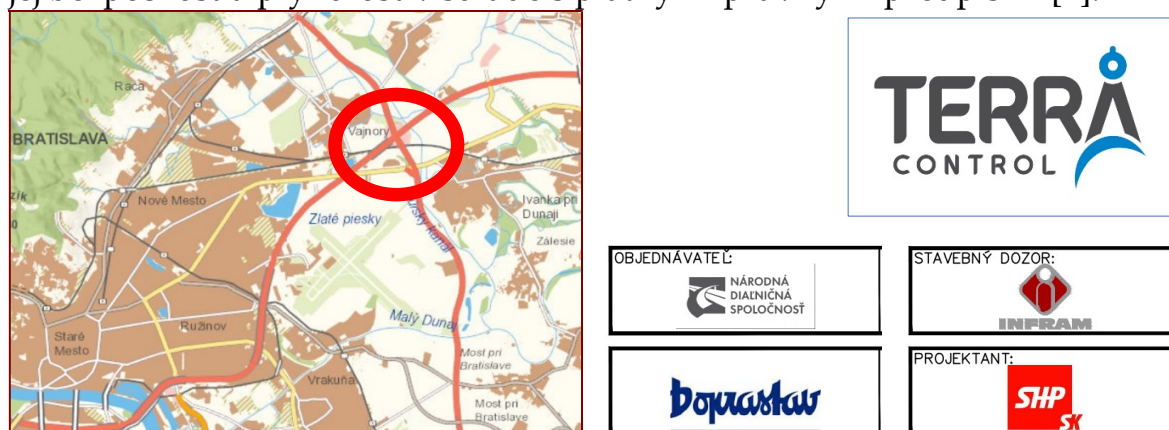 Rača
BRATISLAVA
Vajnory
Nové Mesto
Ivanka pri
Dunaji
Zlaté piesky
Zálesie
Malý Dunaj
Ružinov
Staré
Mesto
Most pri
Bratislave
Vrakuňa
Most pri
Bratislave
TERRA
CONTROL
OBJEDNÁVATEĽ:
NÁRODNÁ
DIAĽNIČNÁ
SPOLOČNOSŤ
STAVEBNÝ DOZOR:
INFRAM
Doprastav
PROJEKTANT:
SHP
SK